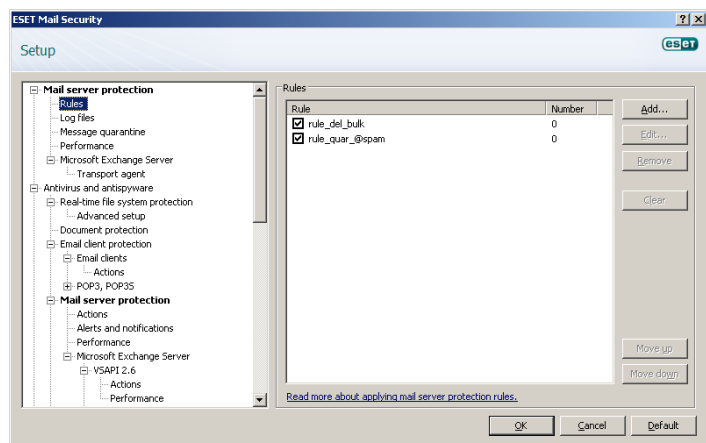 ESET Mail Security
Setup
eset
Mail server protection
Rules
Log files
Message quarantine
Performance
Microsoft Exchange Server
Transport agent
Antivirus and antispyware
Real-time file system protection
Advanced setup
Document protection
Email client protection
Email clients
Actions
POP3, POP3S
Mail server protection
Actions
Alerts and notifications
Performance
Microsoft Exchange Server
VSAPI 2.6
Actions
Performance
Rules
Rule Number
rule_del_bulk 0
rule_quar_@spam 0
Add...
Edit...
Remove
Clear
Move up
Move down
Read more about applying mail server protection rules.
OK Cancel Default